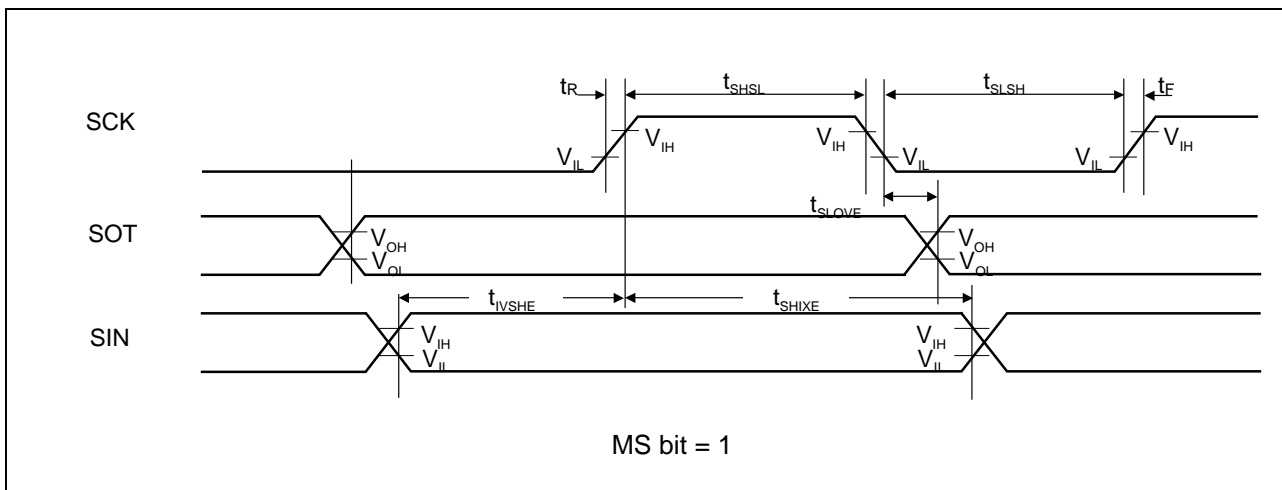 tR tSHSL tSLSH tF
SCK
VIH VIH VIH
VIL VIL VIL
tSLOVE
SOT
VOH VOH
VOL VOL
tIVSHE tSHIXE
SIN
VIH VIH
VIL VIL
MS bit = 1